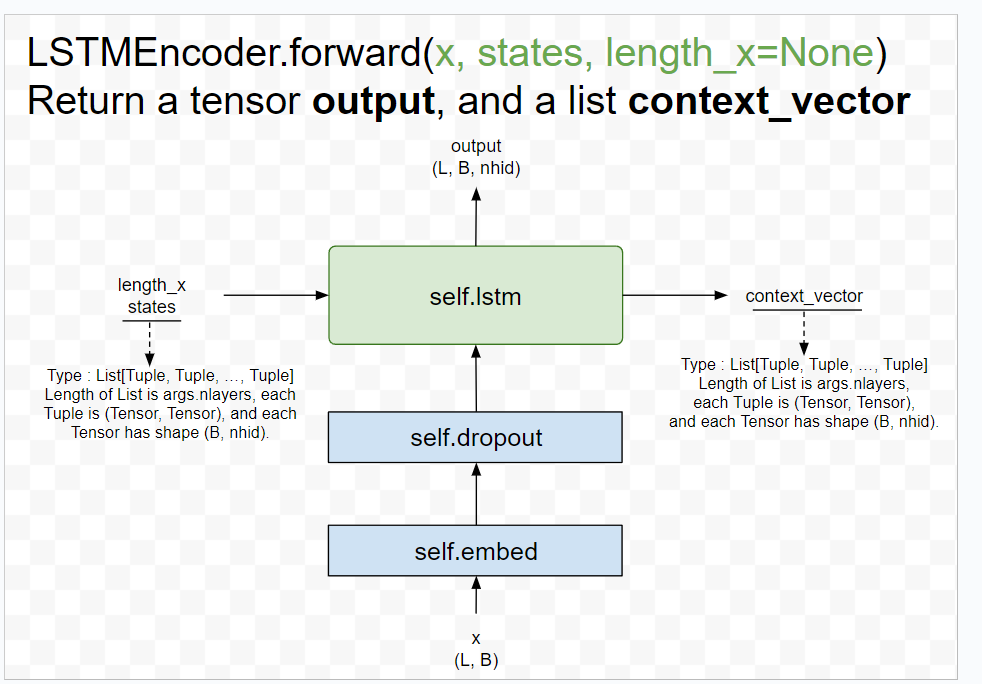 LSTMEncoder.forward(x, states, length_x=None)
Return a tensor output, and a list context_vector
output
(L, B, nhid)
length_x
states
Type : List[Tuple, Tuple, ..., Tuple]
Length of List is args.nlayers, each
Tuple is (Tensor, Tensor), and each
Tensor has shape (B, nhid).
self.lstm
context_vector
Type : List[Tuple, Tuple, ..., Tuple]
Length of List is args.nlayers,
each Tuple is (Tensor, Tensor),
and each Tensor has shape (B, nhid).
self.dropout
self.embed
x
(L, B)